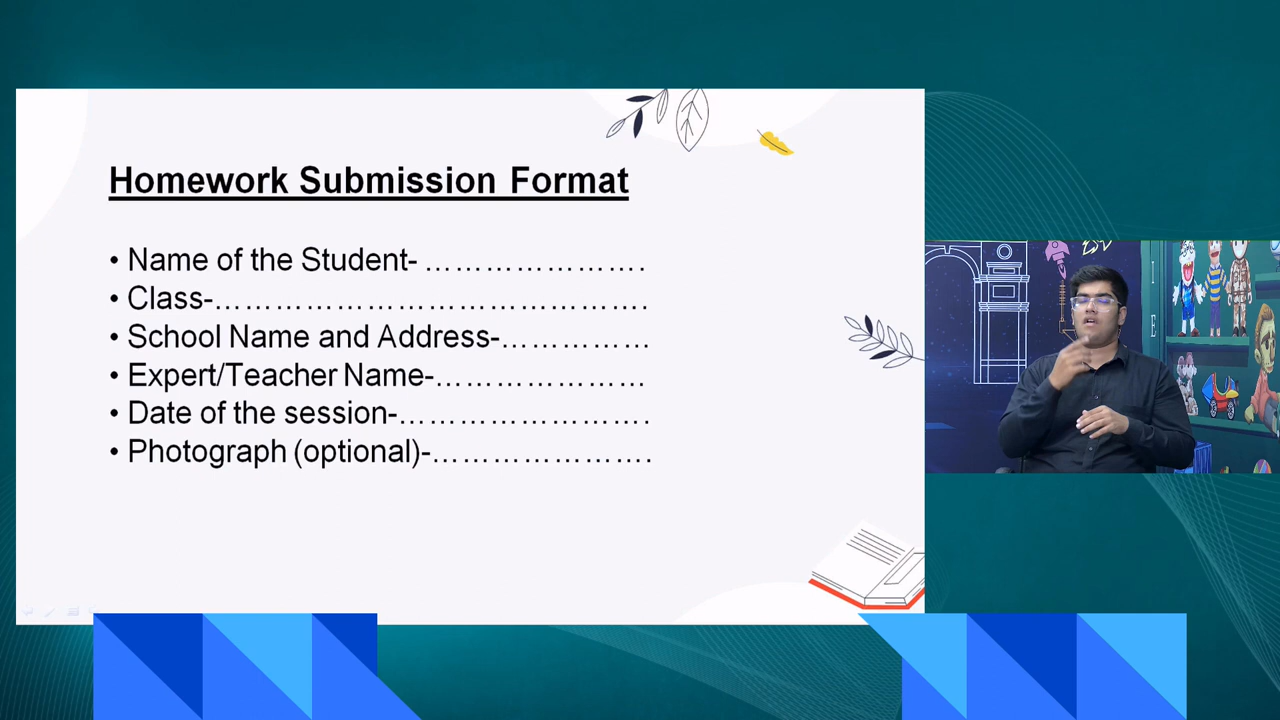 Homework Submission Format
• Name of the Student- ………………….
• Class-…………………………………….
• School Name and Address-……………
• Expert/Teacher Name-…………………
• Date of the session-…………………….
• Photograph (optional)-………………….
I
E